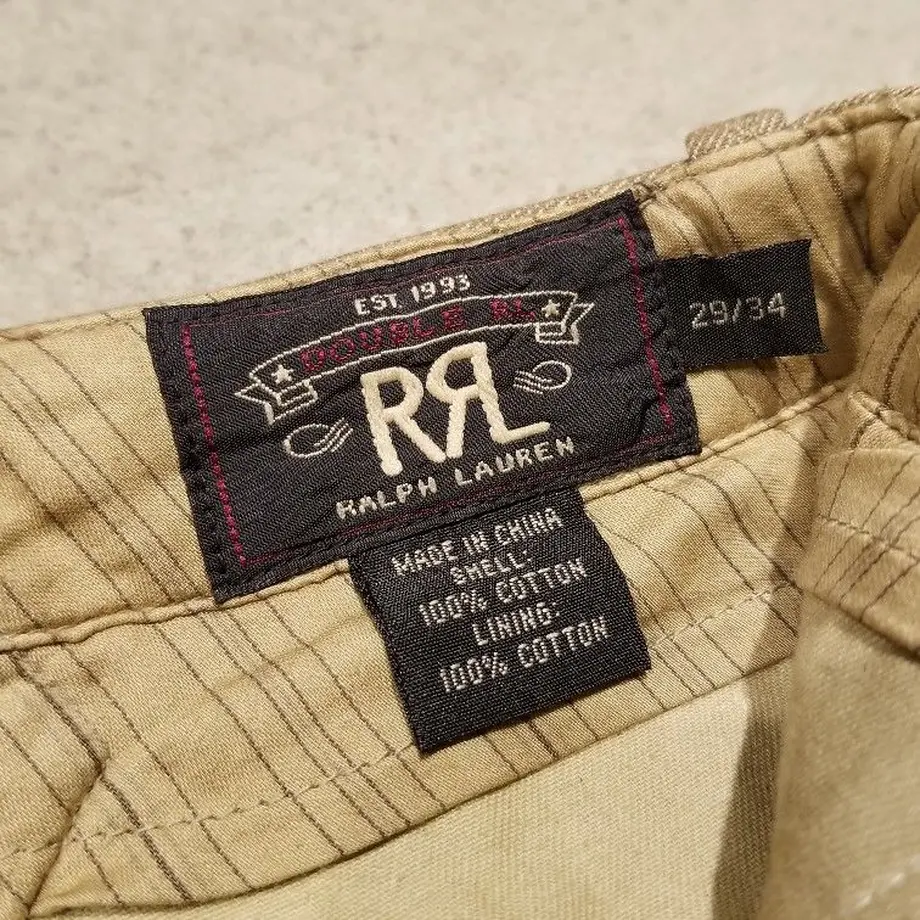 EST 1993
DOUBLE RL
RRL
RALPH LAUREN
29/34
MADE IN CHINA
SHELL:
100% COTTON
LINING:
100% COTTON